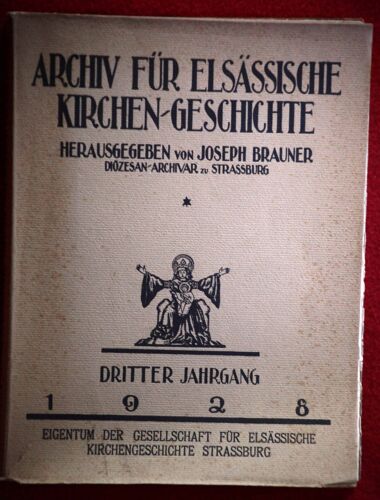 ARCHIV FÜR ELSÄSSISCHE
KIRCHEN-GESCHICHTE
HERAUSGEGEBEN VON JOSEPH BRAUNER
DIÖZESAN-ARCHIVAR ZU STRASSBURG
*
DRITTER JAHRGANG
1 9 2 8
EIGENTUM DER GESELLSCHAFT FÜR ELSÄSSISCHE
KIRCHENGESCHICHTE STRASSBURG